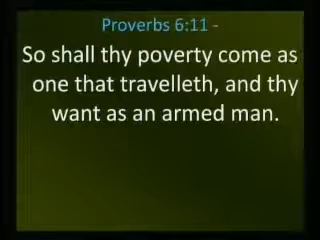 Proverbs 6:11 -
So shall thy poverty come as
one that travelleth, and thy
want as an armed man.